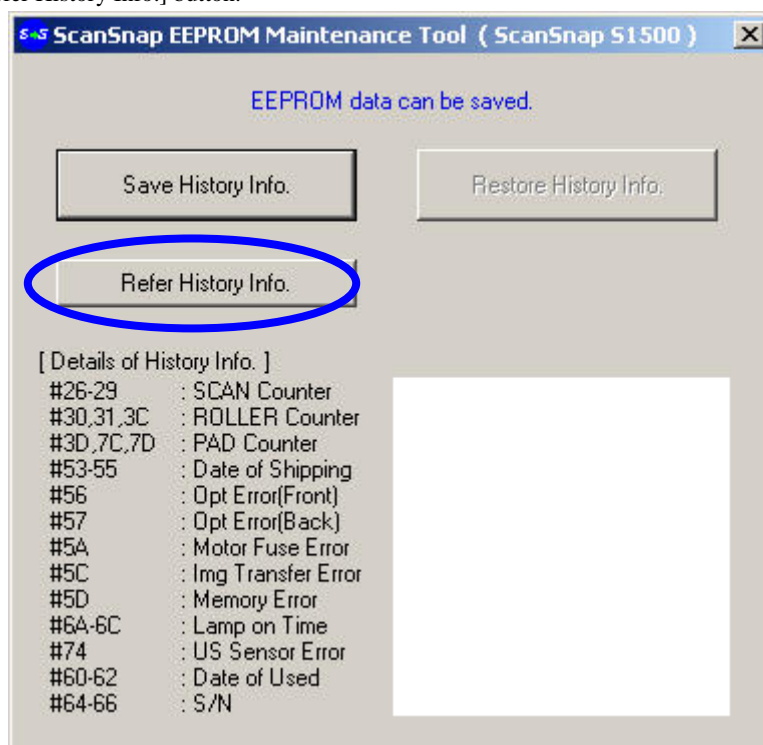 er History Info.] button.
ScanSnap EEPROM Maintenance Tool ( ScanSnap S1500 )
EEPROM data can be saved.
Save History Info.
Restore History Info.
Refer History Info.
[ Details of History Info. ]
#26-29 : SCAN Counter
#30,31,3C : ROLLER Counter
#3D,7C,7D : PAD Counter
#53-55 : Date of Shipping
#56 : Opt Error(Front)
#57 : Opt Error(Back)
#5A : Motor Fuse Error
#5C : Img Transfer Error
#5D : Memory Error
#6A-6C : Lamp on Time
#74 : US Sensor Error
#60-62 : Date of Used
#64-66 : S/N